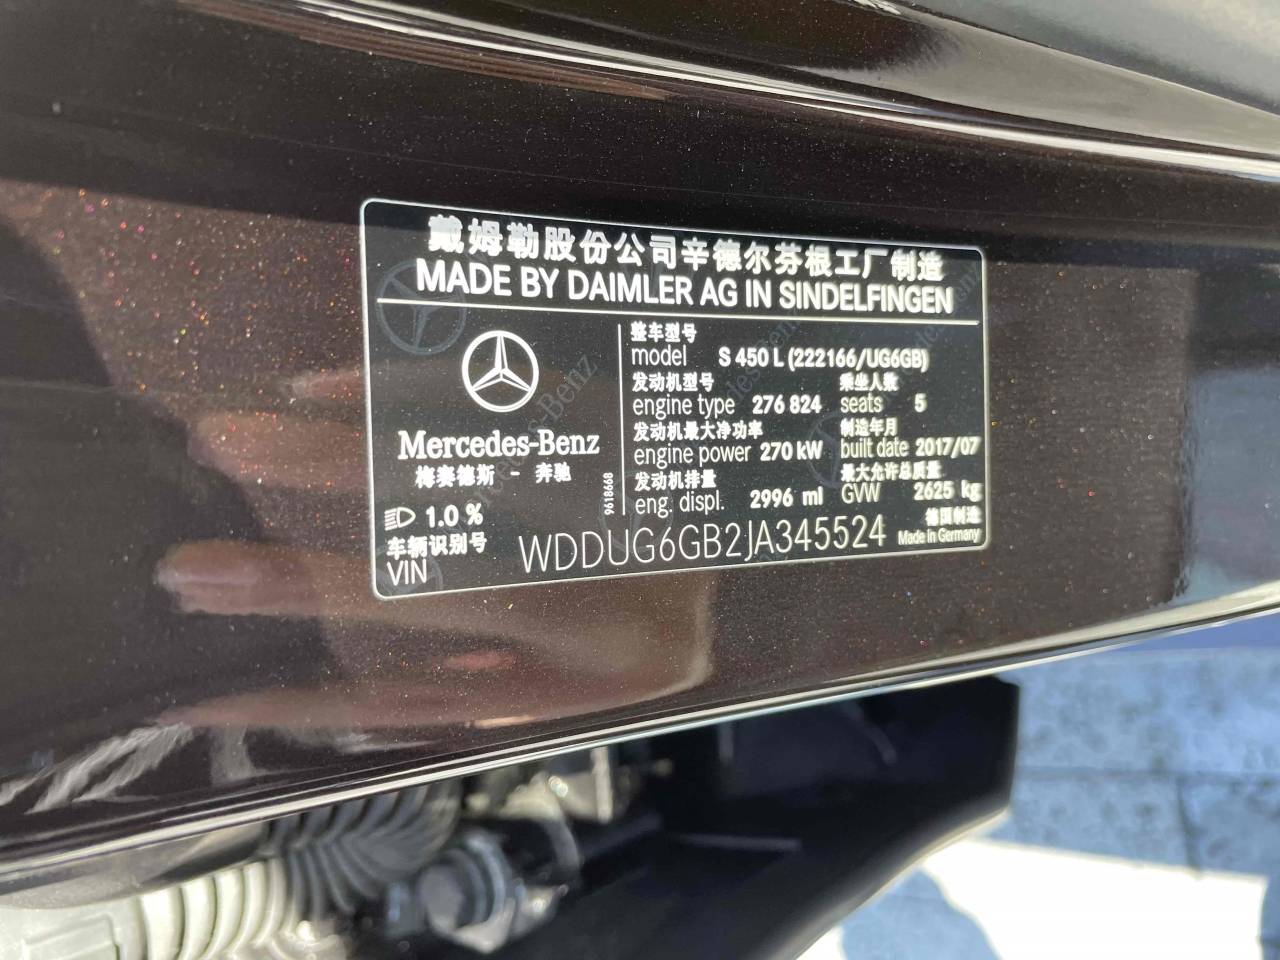 戴姆勒股份公司辛德尔芬根工厂制造
MADE BY DAIMLER AG IN SINDELFINGEN
整车型号
model S 450 L (222166/UG6GB)
发动机型号 乘坐人数
engine type 276 824 seats 5
发动机最大净功率 制造年月
engine power 270 kW built date 2017/07
发动机排量 最大允许总质量
eng. displ. 2996 ml GVW 2625 kg
Mercedes-Benz
梅赛德斯 - 奔驰
9618668
1.0 %
车辆识别号
VIN WDDUG6GB2JA345524
德国制造
Made in Germany